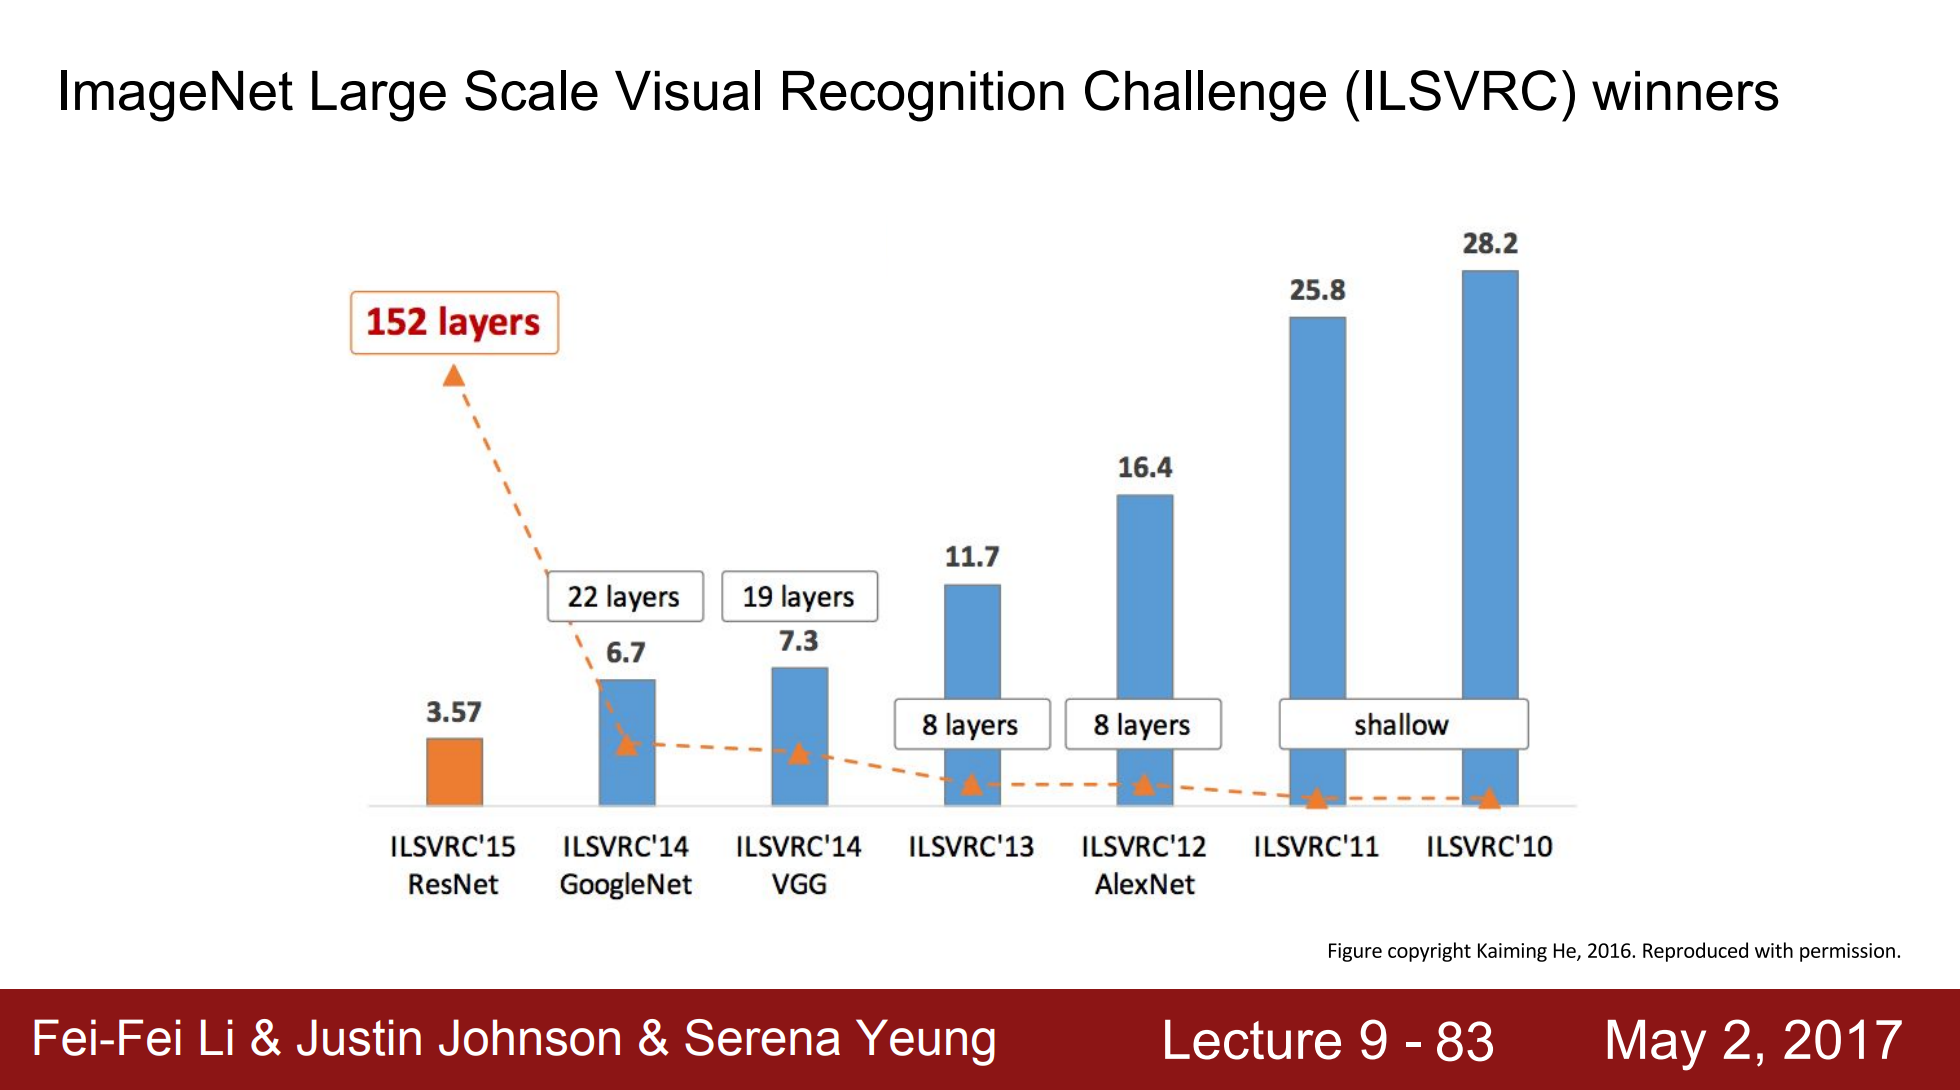 ImageNet Large Scale Visual Recognition Challenge (ILSVRC) winners
28.2
25.8
152 layers
16.4
11.7
22 layers
19 layers
7.3
6.7
3.57
8 layers
8 layers
shallow
ILSVRC'15
ResNet
ILSVRC'14
GoogleNet
ILSVRC'14
VGG
ILSVRC'13
ILSVRC'12
AlexNet
ILSVRC'11
ILSVRC'10
Figure copyright Kaiming He, 2016. Reproduced with permission.
Fei-Fei Li & Justin Johnson & Serena Yeung
Lecture 9 - 83
May 2, 2017